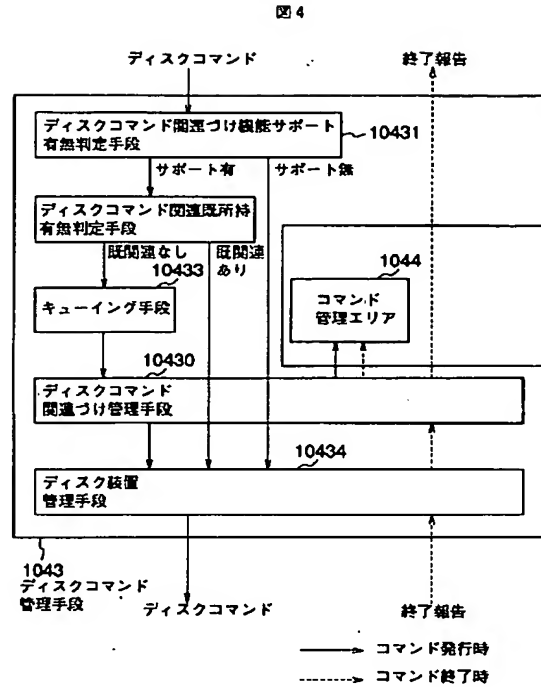 図4
ディスクコマンド
終了報告
ディスクコマンド関連づけ機能サポート
有無判定手段
10431
サポート有
サポート無
ディスクコマンド関連既所持
有無判定手段
既関連なし
既関連
あり
10433
キューイング手段
1044
コマンド
管理エリア
10430
ディスクコマンド
関連づけ管理手段
10434
ディスク装置
管理手段
1043
ディスクコマンド
管理手段
ディスクコマンド
終了報告
コマンド発行時
コマンド終了時